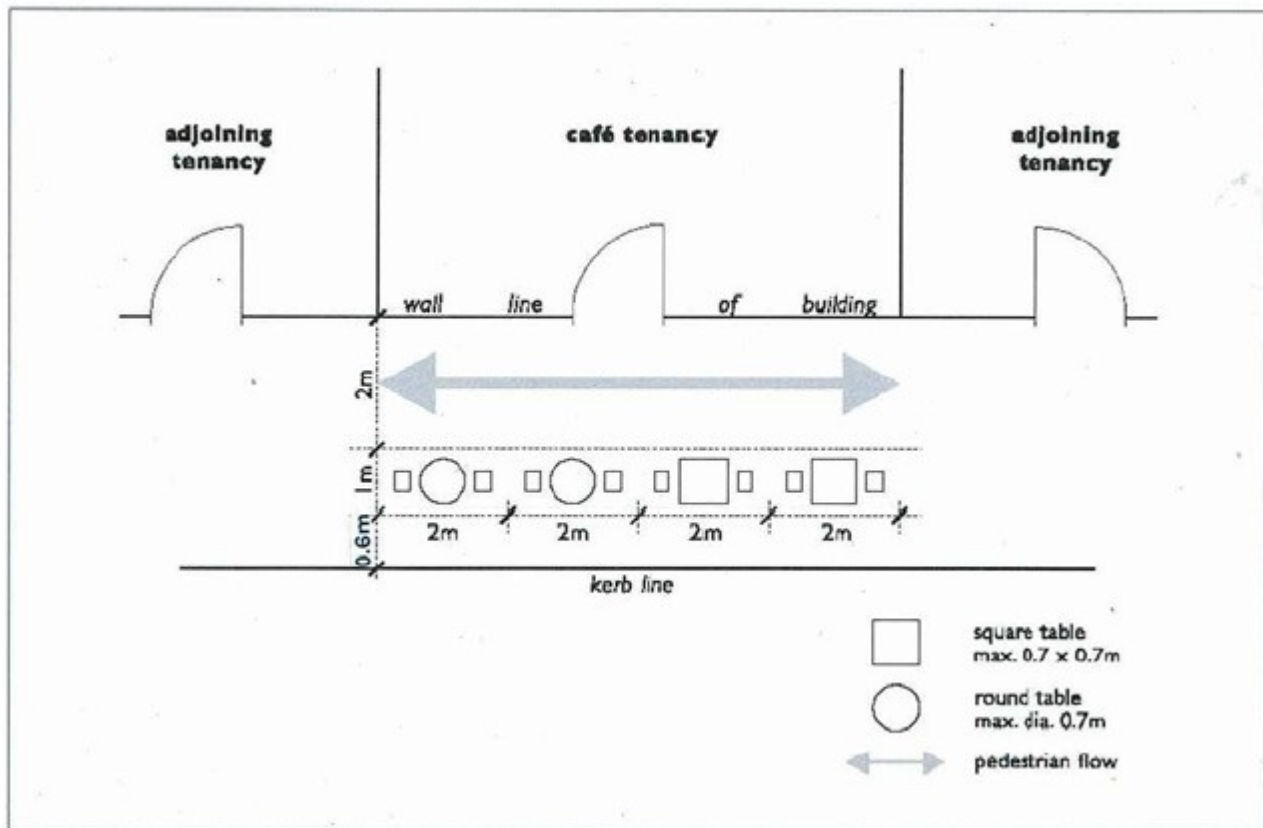 adjoining
tenancy
café tenancy
adjoining
tenancy
wall line of building
2m
1m
0.6m
2m 2m 2m 2m
kerb line
square table
max. 0.7 x 0.7m
round table
max. dia. 0.7m
pedestrian flow